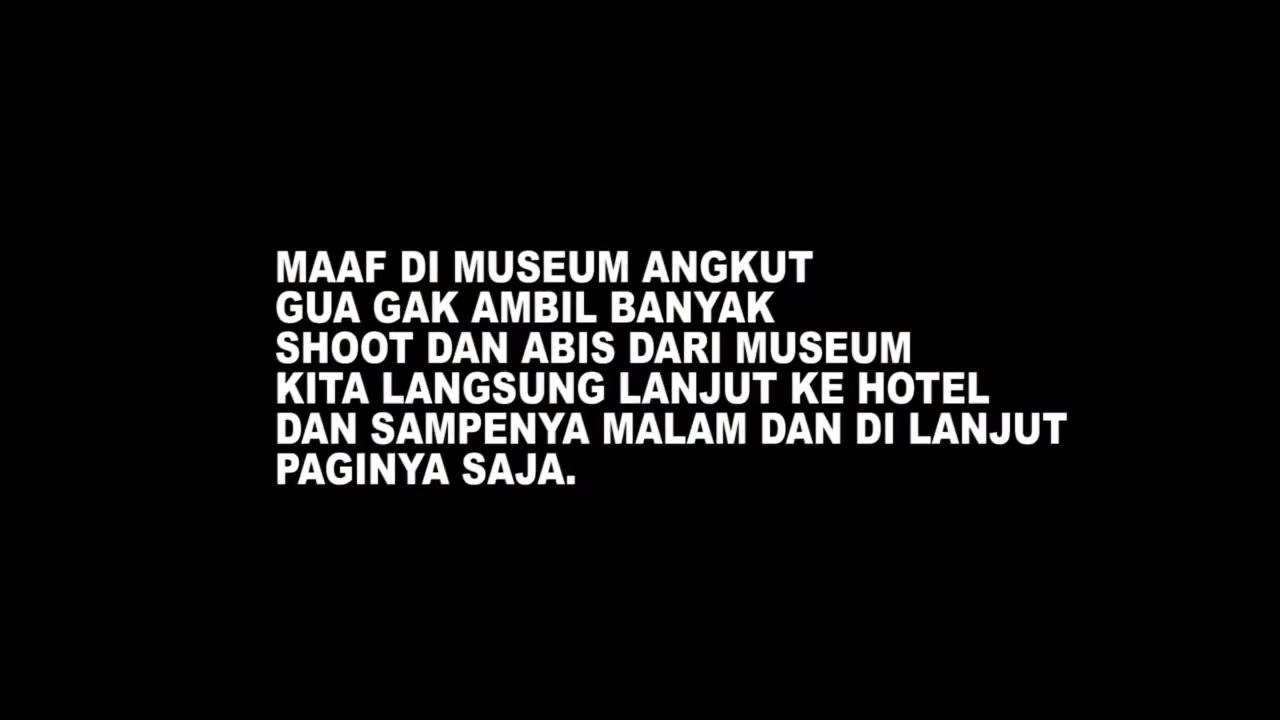 MAAF DI MUSEUM ANGKUT
GUA GAK AMBIL BANYAK
SHOOT DAN ABIS DARI MUSEUM
KITA LANGSUNG LANJUT KE HOTEL
DAN SAMPENYA MALAM DAN DI LANJUT
PAGINYA SAJA.